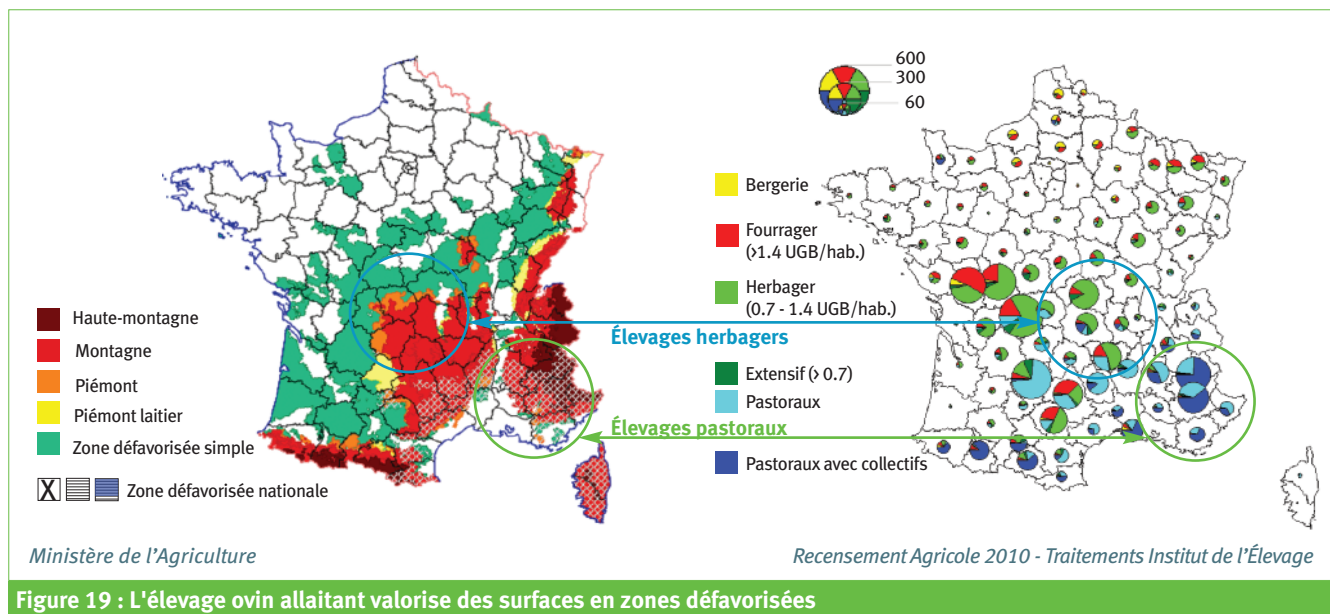 Haute-montagne
Montagne
Piémont
Piémont laitier
Zone défavorisée simple
X
Zone défavorisée nationale
Ministère de l'Agriculture
600
300
60
Bergerie
Fourrager
(>1.4 UGB/hab.)
Herbager
(0.7 - 1.4 UGB/hab.)
Élevages herbagers
Extensif (> 0.7)
Pastoraux
Élevages pastoraux
Pastoraux avec collectifs
Recensement Agricole 2010 - Traitements Institut de l'Élevage
Figure 19 : L'élevage ovin allaitant valorise des surfaces en zones défavorisées